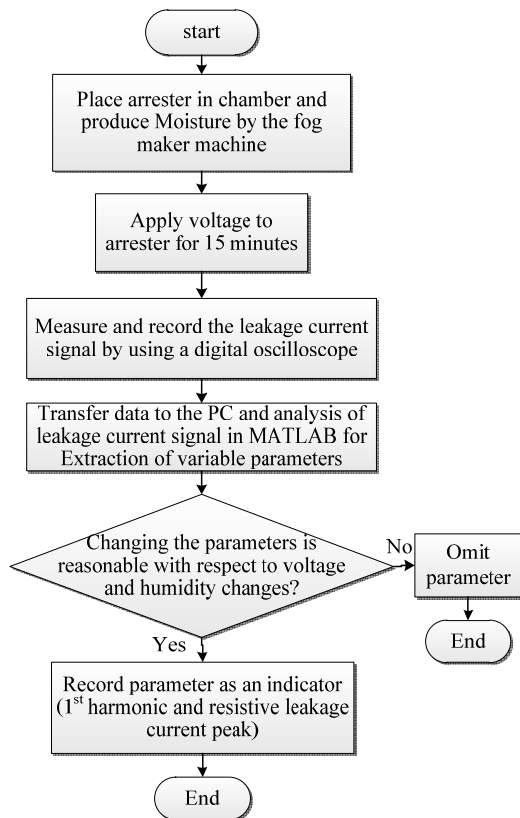 start
Place arrester in chamber and
produce Moisture by the fog
maker machine
Apply voltage to
arrester for 15 minutes
Measure and record the leakage current
signal by using a digital oscilloscope
Transfer data to the PC and analysis of
leakage current signal in MATLAB for
Extraction of variable parameters
Changing the parameters is
reasonable with respect to voltage
and humidity changes?
No
Omit
parameter
End
Yes
Record parameter as an indicator
(1st harmonic and resistive leakage
current peak)
End